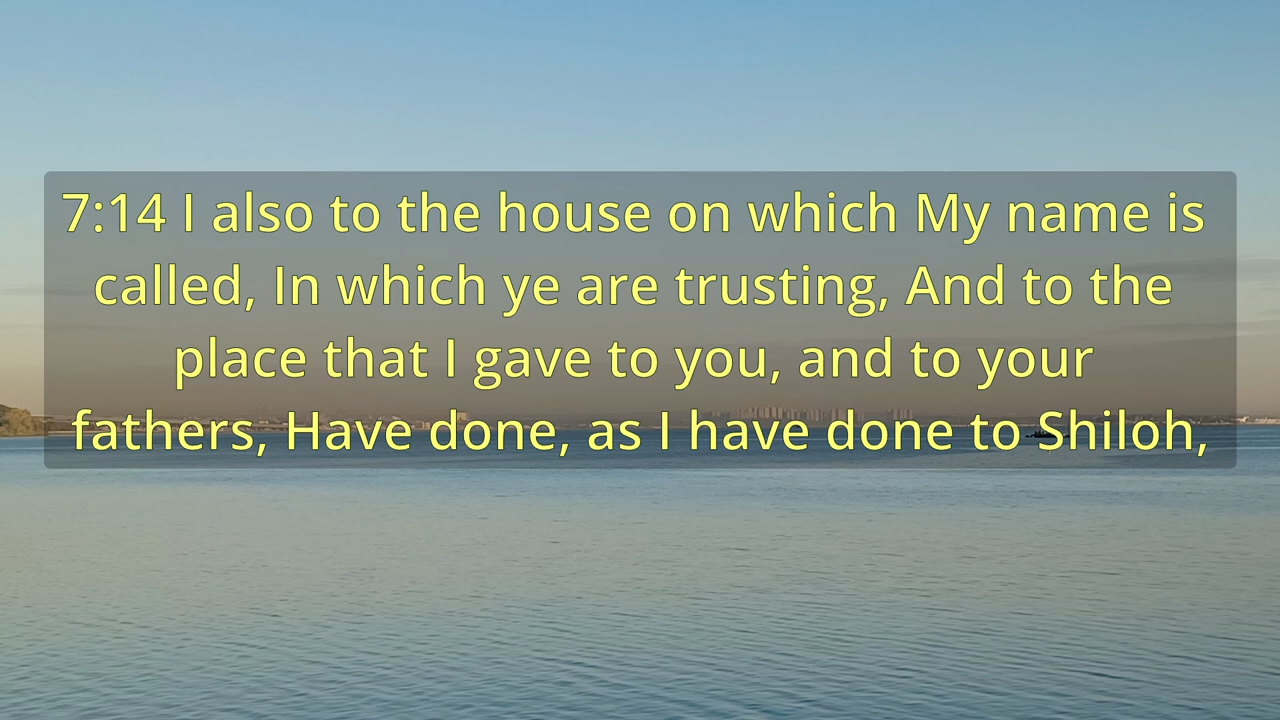 7:14 I also to the house on which My name is
called, In which ye are trusting, And to the
place that I gave to you, and to your
fathers, Have done, as I have done to Shiloh,